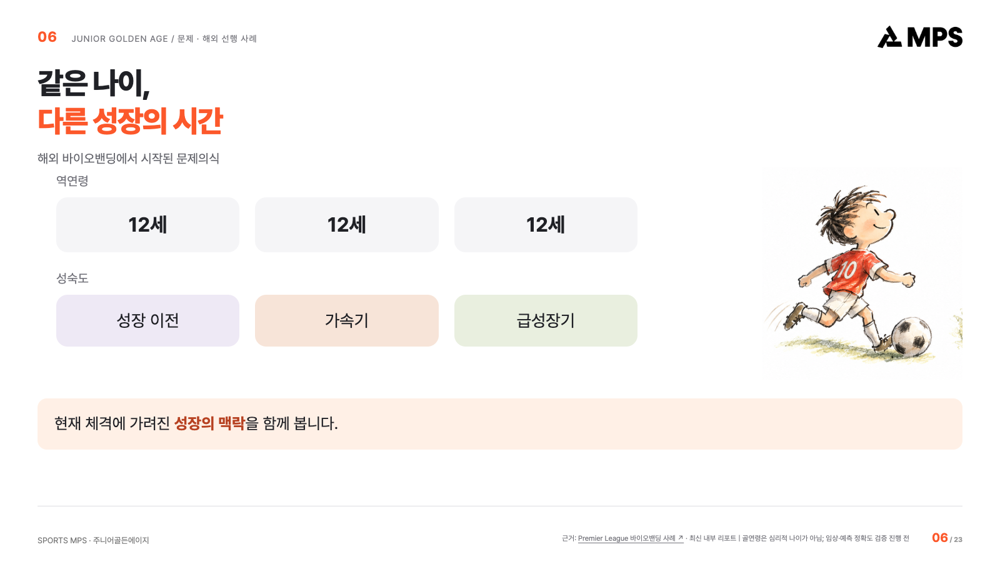 06 JUNIOR GOLDEN AGE / 문제 · 해외 선행 사례
MPS
같은 나이,
다른 성장의 시간
해외 바이오밴딩에서 시작된 문제의식
역연령
12세 12세 12세
성숙도
성장 이전 가속기 급성장기
10
현재 체격에 가려진 성장의 맥락을 함께 봅니다.
SPORTS MPS · 주니어골든에이지
근거: Premier League 바이오밴딩 사례 ↗ · 최신 내부 리포트 | 골연령은 심리적 나이가 아님; 임상·예측 정확도 검증 진행 전
06 / 23